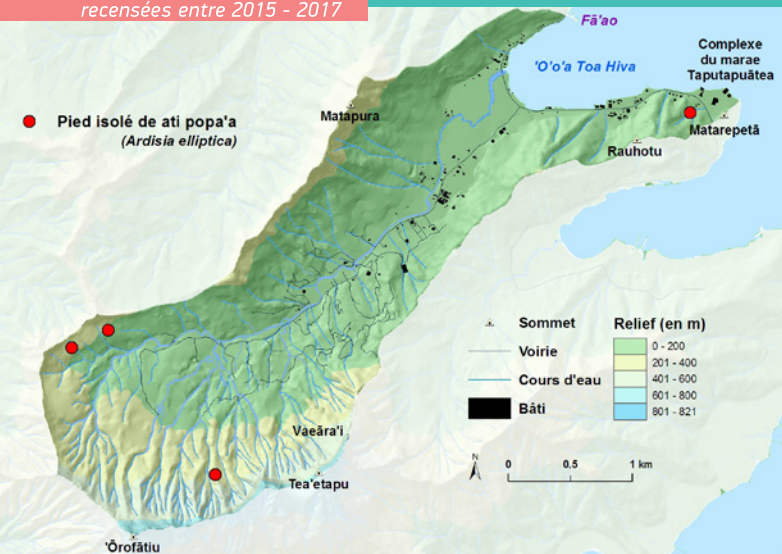 recensées entre 2015 - 2017
Fā'ao
'O'o'a Toa Hiva
Complexe
du marae
Taputapuātea
Pied isolé de ati popa'a
(Ardisia elliptica)
Matapura
Matarepetā
Rauhotu
Sommet
Voirie
Cours d'eau
Bâti
Relief (en m)
0 - 200
201 - 400
401 - 600
601 - 800
801 - 821
Vaeāra'i
Tea'etapu
'Ōrofātiu
N
0 0.5 1 km